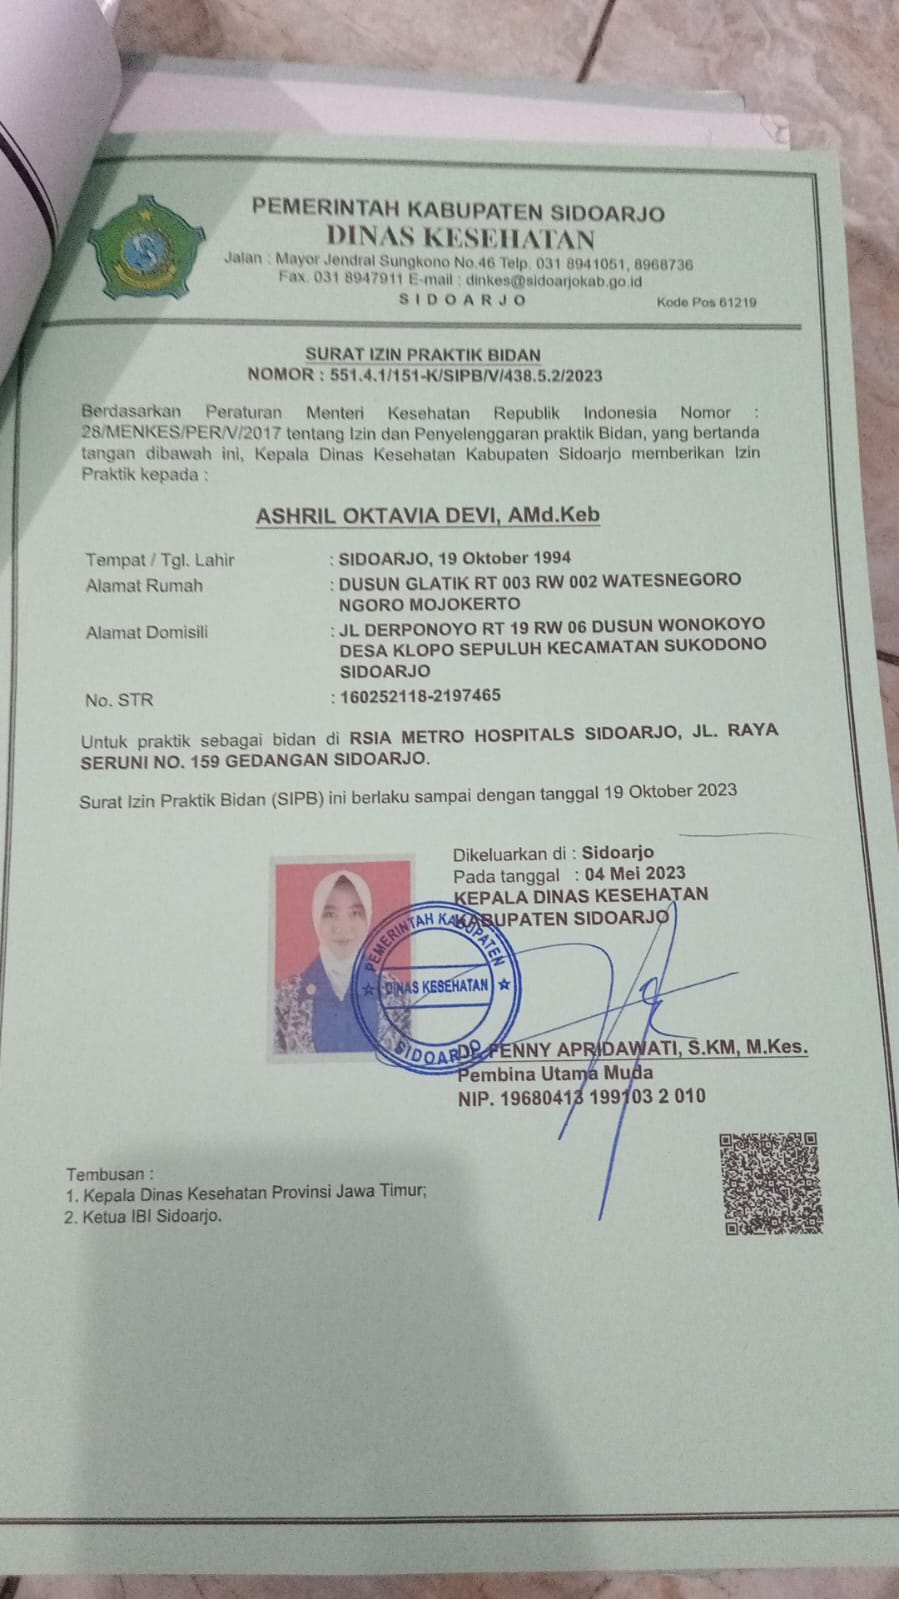 PEMERINTAH KABUPATEN SIDOARJO
DINAS KESEHATAN
Jalan : Mayor Jendral Sungkono No.46 Telp. 031 8941051, 8968736
Fax. 031 8947911 E-mail : dinkes@sidoarjokab.go.id
SIDOARJO
Kode Pos 61219
SURAT IZIN PRAKTIK BIDAN
NOMOR : 551.4.1/151-K/SIPB/V/438.5.2/2023
Berdasarkan Peraturan Menteri Kesehatan Republik Indonesia Nomor :
28/MENKES/PER/V/2017 tentang Izin dan Penyelenggaran praktik Bidan, yang bertanda
tangan dibawah ini, Kepala Dinas Kesehatan Kabupaten Sidoarjo memberikan Izin
Praktik kepada :
ASHRIL OKTAVIA DEVI, AMd.Keb
Tempat / Tgl. Lahir : SIDOARJO, 19 Oktober 1994
Alamat Rumah : DUSUN GLATIK RT 003 RW 002 WATESNEGORO
NGORO MOJOKERTO
Alamat Domisili : JL DERPONOYO RT 19 RW 06 DUSUN WONOKOYO
DESA KLOPO SEPULUH KECAMATAN SUKODONO
SIDOARJO
No. STR : 160252118-2197465
Untuk praktik sebagai bidan di RSIA METRO HOSPITALS SIDOARJO, JL. RAYA
SERUNI NO. 159 GEDANGAN SIDOARJO.
Surat Izin Praktik Bidan (SIPB) ini berlaku sampai dengan tanggal 19 Oktober 2023
Dikeluarkan di : Sidoarjo
Pada tanggal : 04 Mei 2023
KEPALA DINAS KESEHATAN
KABUPATEN SIDOARJO
PEMERINTAH KABUPATEN
DINAS KESEHATAN
SIDOARJO
FENNY APRIDAWATI, S.KM, M.Kes.
Pembina Utama Muda
NIP. 19680413 199103 2 010
Tembusan :
1. Kepala Dinas Kesehatan Provinsi Jawa Timur;
2. Ketua IBI Sidoarjo.